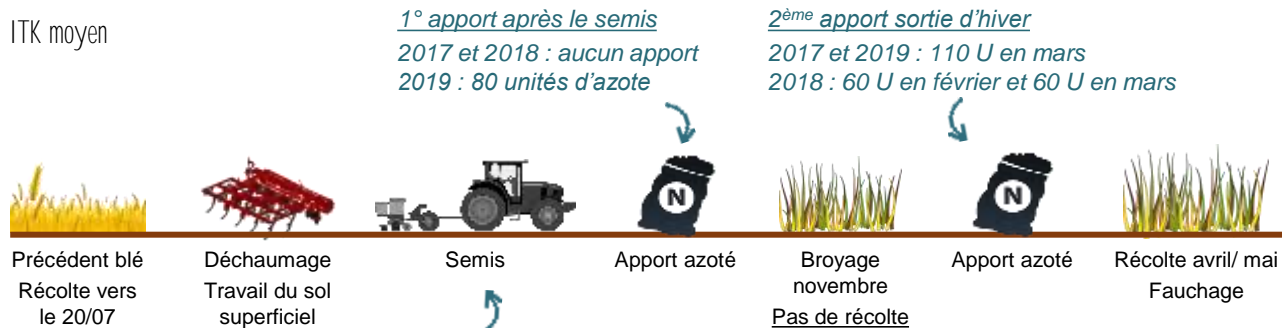 ITK moyen
1° apport après le semis
2017 et 2018 : aucun apport
2019 : 80 unités d'azote
2ème apport sortie d'hiver
2017 et 2019 : 110 U en mars
2018 : 60 U en février et 60 U en mars
N
N
Précédent blé
Récolte vers
le 20/07
Déchaumage
Travail du sol
superficiel
Semis
Apport azoté
Broyage
novembre
Pas de récolte
Apport azoté
Récolte avril/ mai
Fauchage